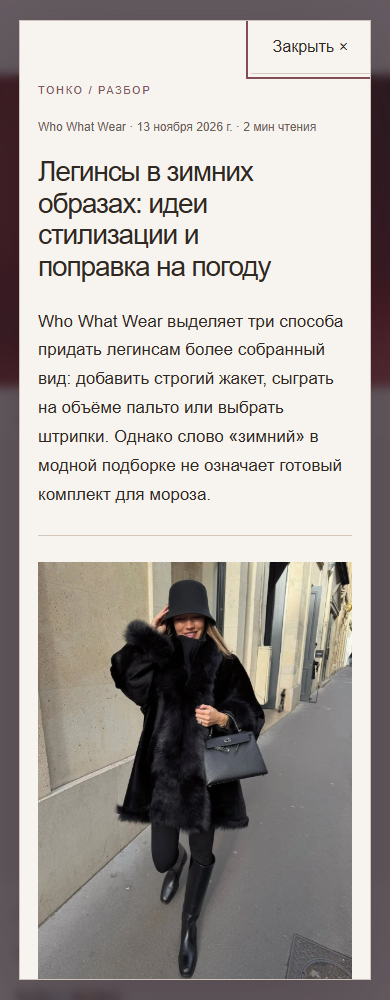 Закрыть ×
ТОНКО / РАЗБОР
Who What Wear · 13 ноября 2026 г. · 2 мин чтения
Легинсы в зимних
образах: идеи
стилизации и
поправка на погоду
Who What Wear выделяет три способа
придать легинсам более собранный
вид: добавить строгий жакет, сыграть
на объёме пальто или выбрать
штрипки. Однако слово «зимний» в
модной подборке не означает готовый
комплект для мороза.